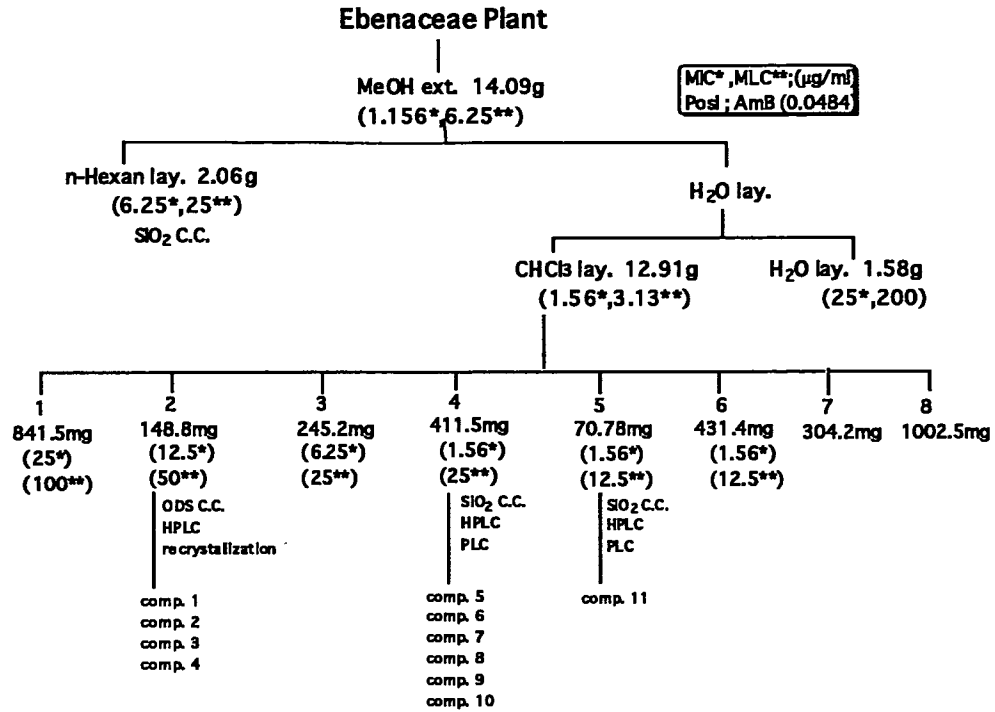 Ebenaceae Plant
MeOH ext. 14.09g
(1.156*,6.25**)
MIC*,MLC**;(µg/ml)
Posi; AmB (0.0484)
n-Hexan lay. 2.06g
(6.25*,25**)
SiO2 C.C.
H2O lay.
CHCl3 lay. 12.91g
(1.56*,3.13**)
H2O lay. 1.58g
(25*,200)
1
841.5mg
(25*)
(100**)
2
148.8mg
(12.5*)
(50**)
ODS C.C.
HPLC
recrystalization
comp. 1
comp. 2
comp. 3
comp. 4
3
245.2mg
(6.25*)
(25**)
4
411.5mg
(1.56*)
(25**)
SiO2 C.C.
HPLC
PLC
comp. 5
comp. 6
comp. 7
comp. 8
comp. 9
comp. 10
5
70.78mg
(1.56*)
(12.5**)
SiO2 C.C.
HPLC
PLC
comp. 11
6
431.4mg
(1.56*)
(12.5**)
7
304.2mg
8
1002.5mg